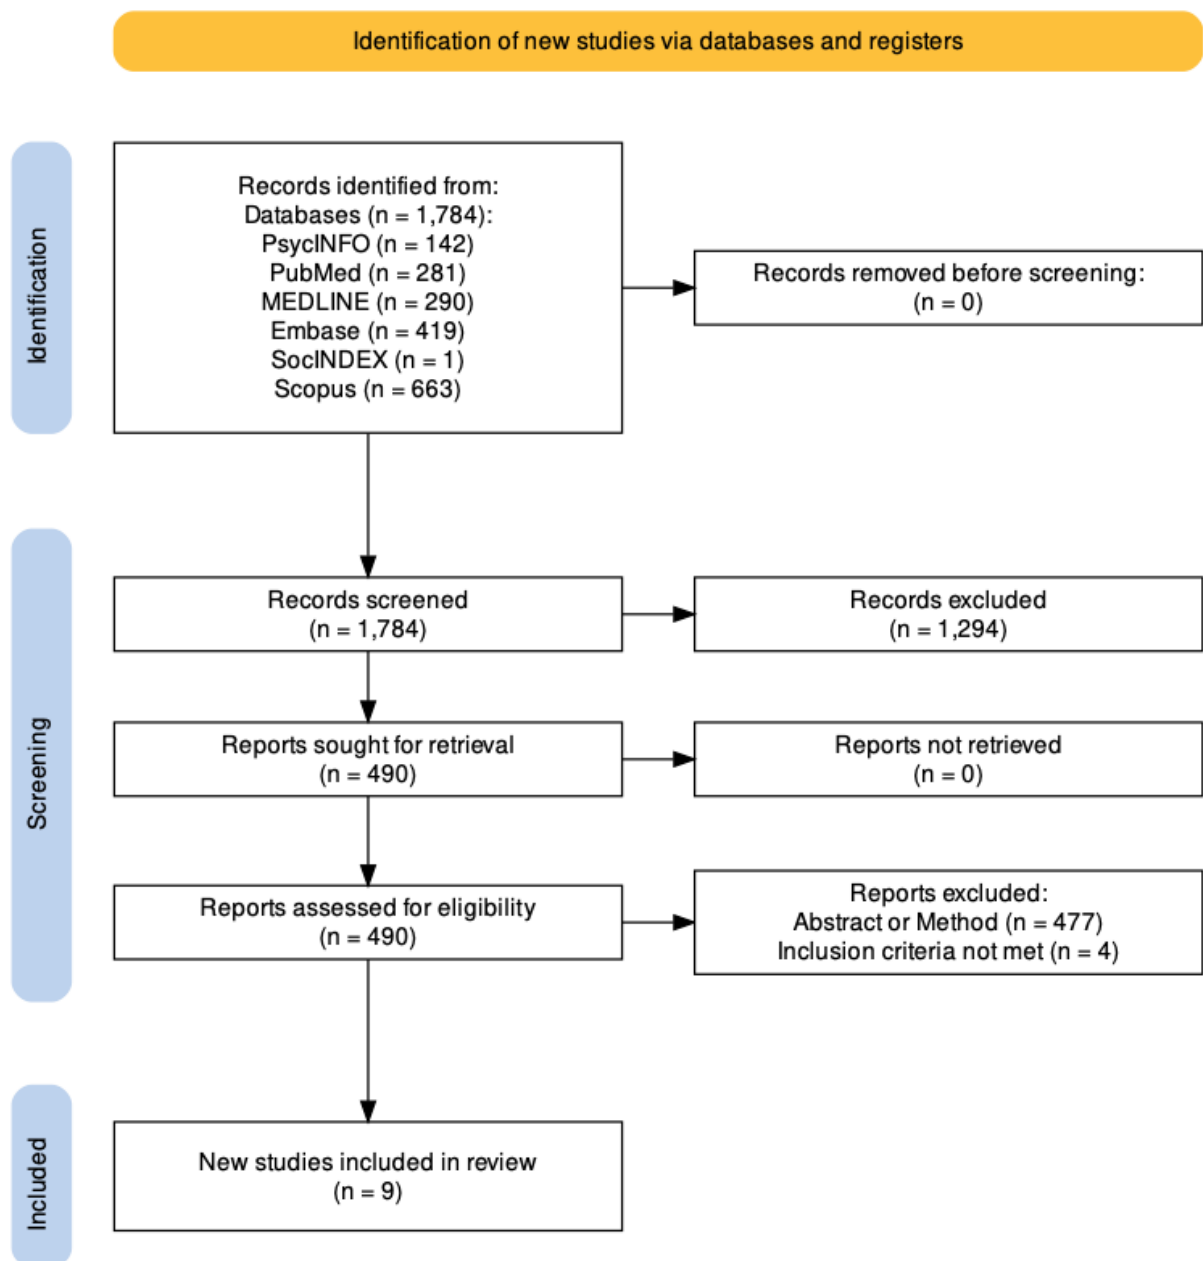 Identification of new studies via databases and registers
Identification
Records identified from:
Databases (n = 1,784):
PsycINFO (n = 142)
PubMed (n = 281)
MEDLINE (n = 290)
Embase (n = 419)
SocINDEX (n = 1)
Scopus (n = 663)
Records removed before screening:
(n = 0)
Screening
Records screened
(n = 1,784)
Records excluded
(n = 1,294)
Reports sought for retrieval
(n = 490)
Reports not retrieved
(n = 0)
Reports assessed for eligibility
(n = 490)
Reports excluded:
Abstract or Method (n = 477)
Inclusion criteria not met (n = 4)
Included
New studies included in review
(n = 9)